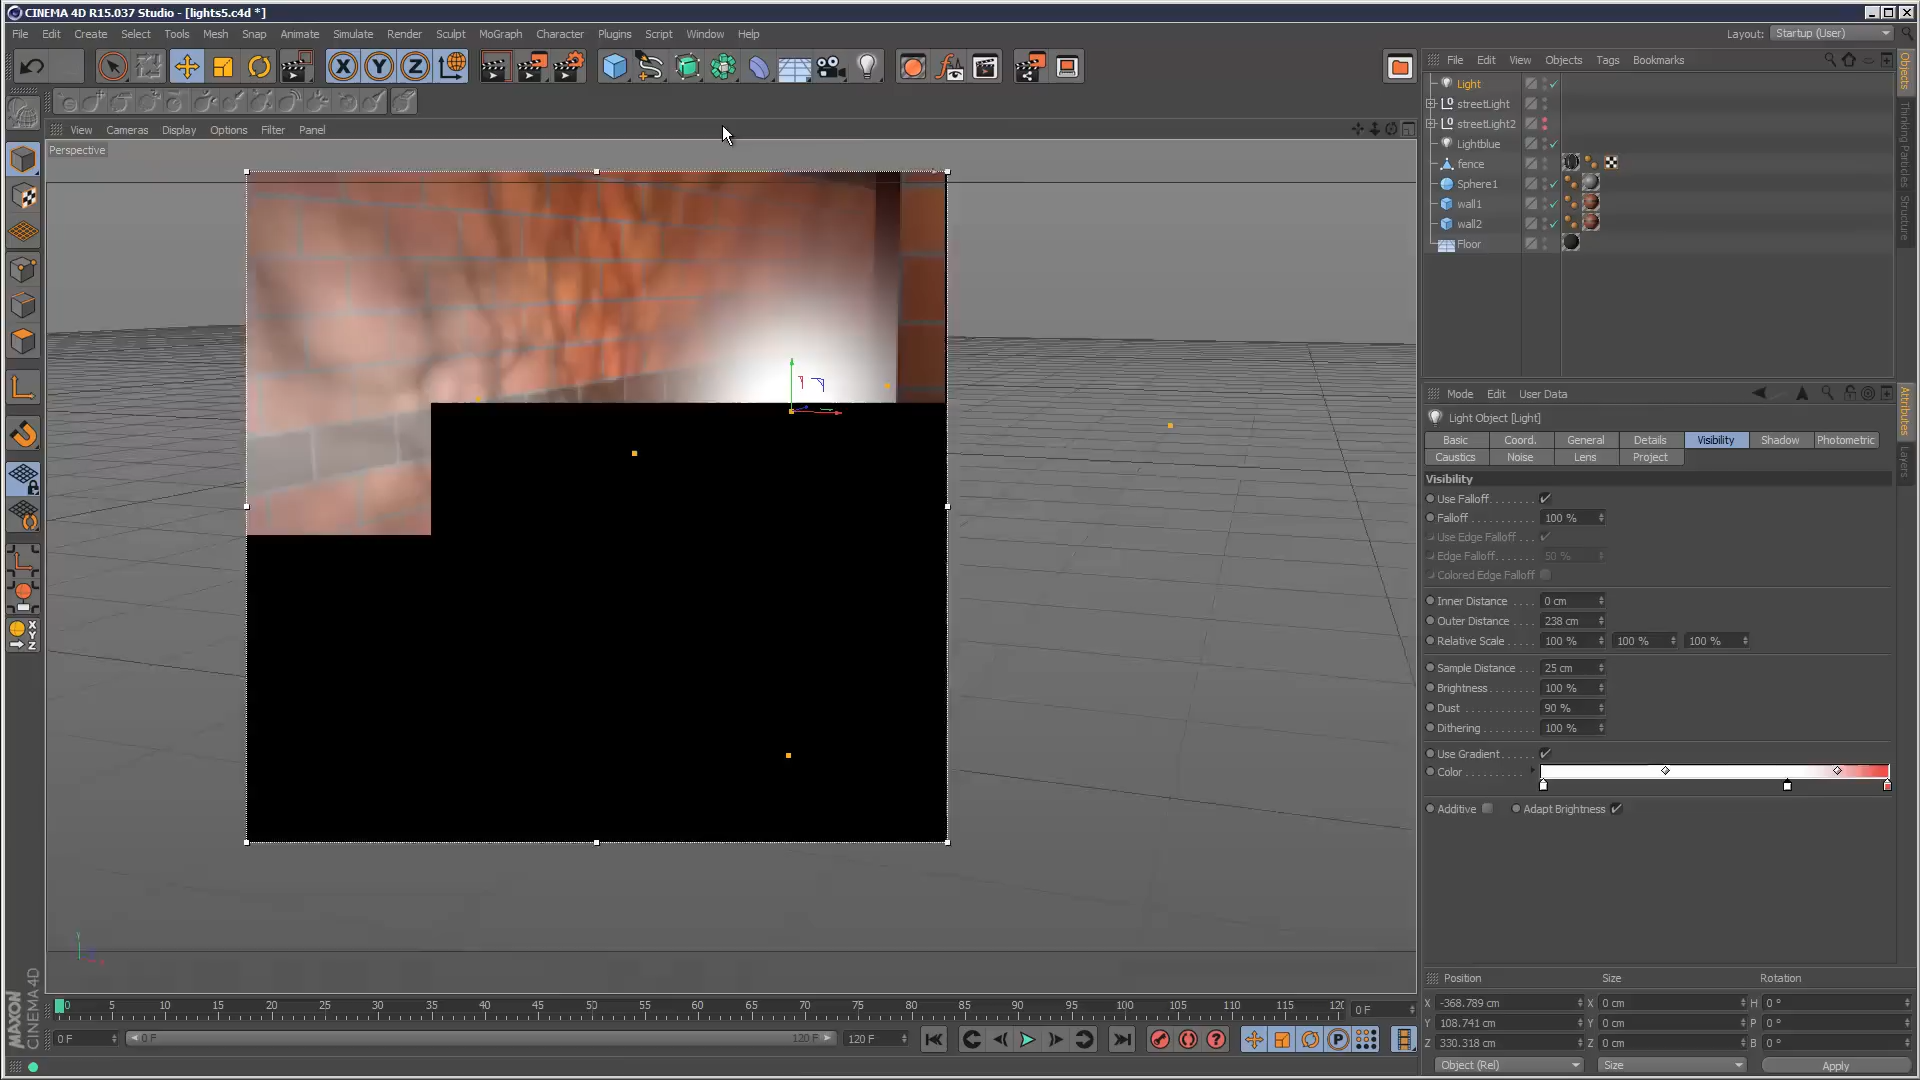 CINEMA 4D R15.037 Studio - [lights5.c4d *]
File Edit Create Select Tools Mesh Snap Animate Simulate Render Sculpt MoGraph Character Plugins Script Window Help
Layout: Startup (User)
File Edit View Objects Tags Bookmarks
Light
streetLight
streetLight2
Lightblue
fence
Sphere1
wall1
wall2
Floor
Objects
Thinking Particles
Structure
View Cameras Display Options Filter Panel
Perspective
Mode Edit User Data
Light Object [Light]
Basic Coord. General Details Visibility Shadow Photometric
Caustics Noise Lens Project
Attributes
Layers
Visibility
Use Falloff
Falloff 100 %
Use Edge Falloff
Edge Falloff 50 %
Colored Edge Falloff
Inner Distance 0 cm
Outer Distance 238 cm
Relative Scale 100 % 100 % 100 %
Sample Distance 25 cm
Brightness 100 %
Dust 90 %
Dithering 100 %
Use Gradient
Color
Additive Adapt Brightness
Position Size Rotation
X -368.789 cm X 0 cm H 0 °
Y 108.741 cm Y 0 cm P 0 °
Z 330.318 cm Z 0 cm B 0 °
Object (Rel) Size Apply
0 5 10 15 20 25 30 35 40 45 50 55 60 65 70 75 80 85 90 95 100 105 110 115 120 0 F
0 F 0 F 120 F 120 F
X Y Z
MAXON
CINEMA 4D